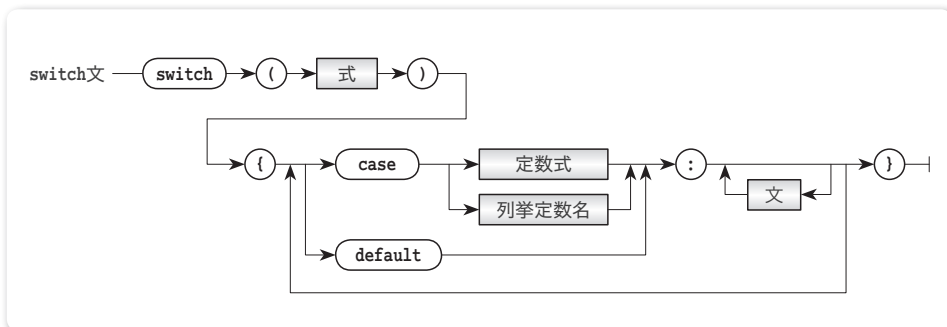 switch文 switch ( 式 )
{ case 定数式 : }
文
列挙定数名
default